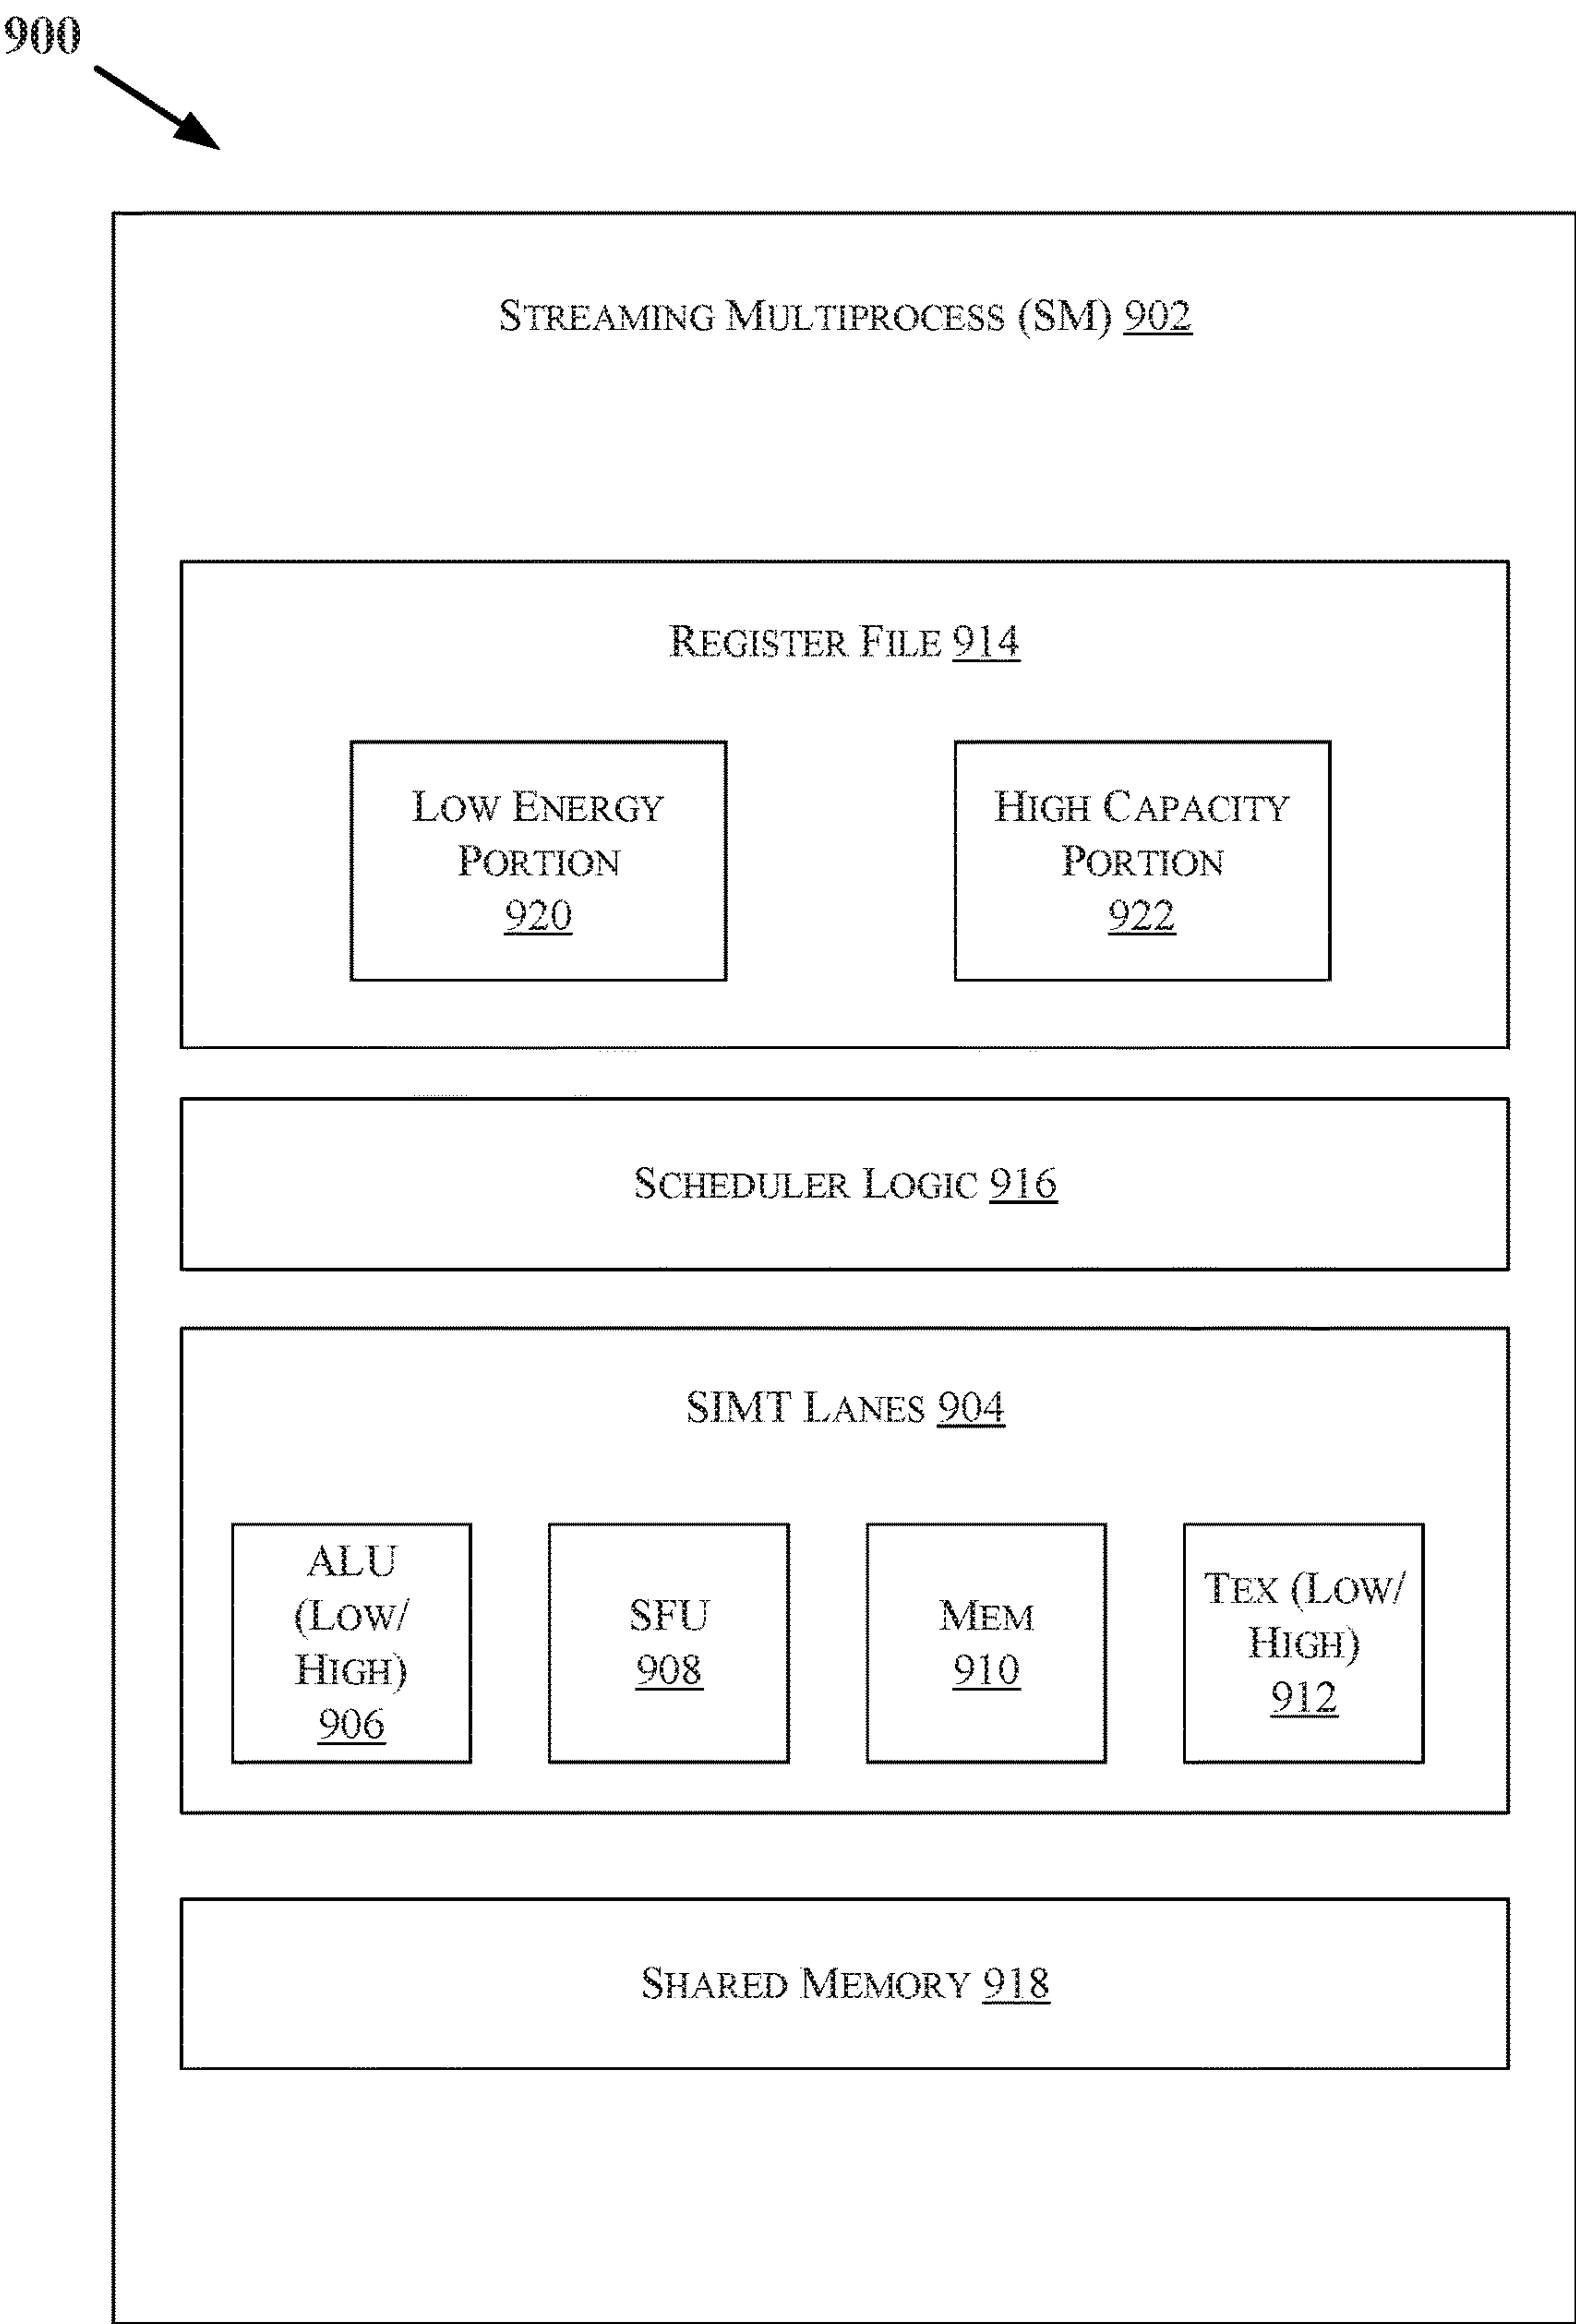 900
STREAMING MULTIPROCESS (SM) 902
REGISTER FILE 914
LOW ENERGY
PORTION
920
HIGH CAPACITY
PORTION
922
SCHEDULER LOGIC 916
SIMT LANES 904
ALU
(LOW/
HIGH)
906
SFU
908
MEM
910
TEX (LOW/
HIGH)
912
SHARED MEMORY 918